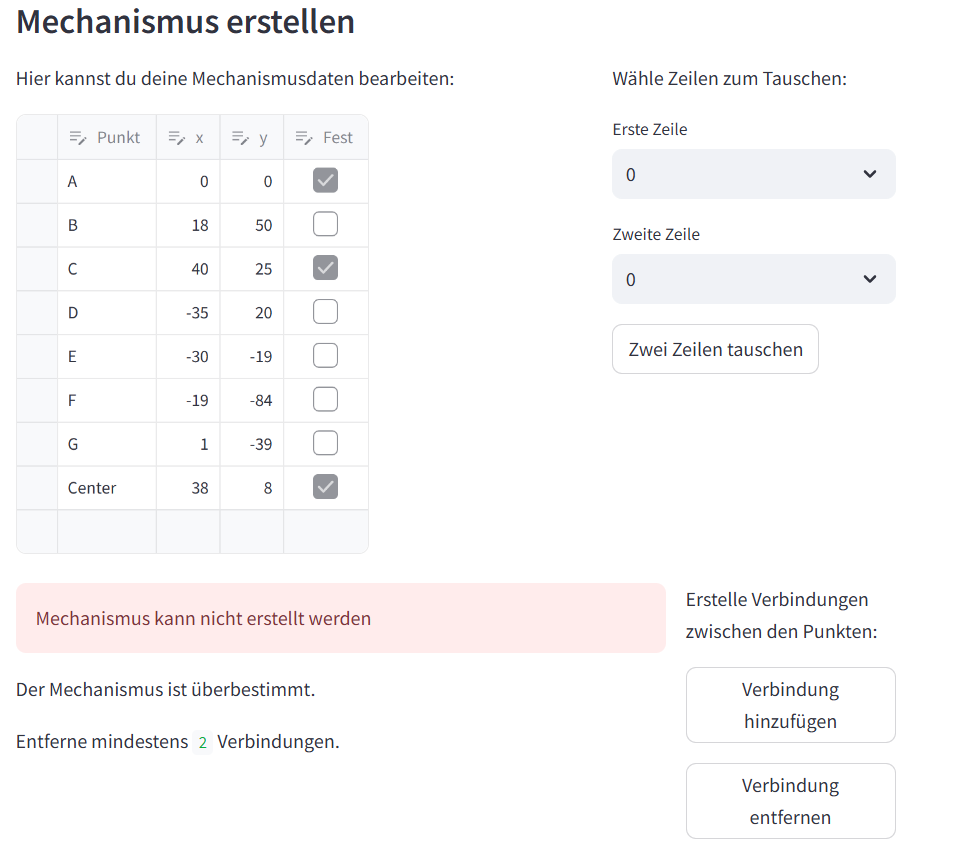 Mechanismus erstellen
Hier kannst du deine Mechanismusdaten bearbeiten:
Punkt x y Fest
A 0 0
B 18 50
C 40 25
D -35 20
E -30 -19
F -19 -84
G 1 -39
Center 38 8
Wähle Zeilen zum Tauschen:
Erste Zeile
0
Zweite Zeile
0
Zwei Zeilen tauschen
Mechanismus kann nicht erstellt werden
Der Mechanismus ist überbestimmt.
Entferne mindestens 2 Verbindungen.
Erstelle Verbindungen
zwischen den Punkten:
Verbindung
hinzufügen
Verbindung
entfernen